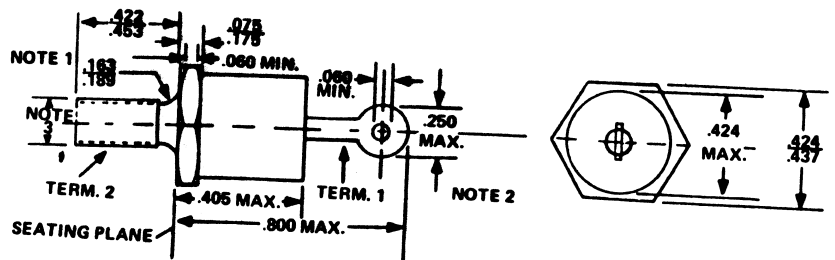 .422
.453
.075
.175
NOTE 1
.060 MIN.
.163
.189
.060
MIN.
NOTE
3
.250
MAX.
.424
MAX.
.424
.437
TERM. 2
.405 MAX.
TERM. 1
NOTE 2
.800 MAX.
SEATING PLANE